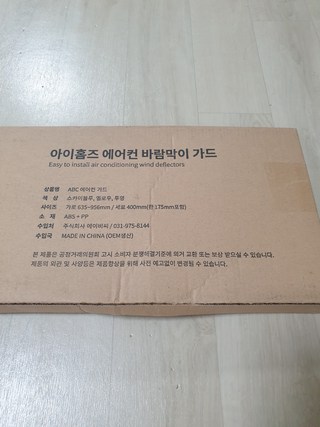 아이홈즈 에어컨 바람막이 가드
Easy to Install air conditioning wind deflectors
상품명 ABC 에어컨 가드
색 상 스카이블루, 옐로우, 투명
사이즈 가로 635~958mm / 세로 400mm(판 175mm포함)
소 재 ABS + PP
수입처 주식회사 에이비씨 / 031-975-8144
수입국 MADE IN CHINA (OEM생산)
본 제품은 공정거래위원회 고시 소비자 분쟁해결기준에 의거 교환 또는 보상 받으실 수 있습니다.
제품의 외관 및 사양등은 제품향상을 위해 사전 예고없이 변경될 수 있습니다.